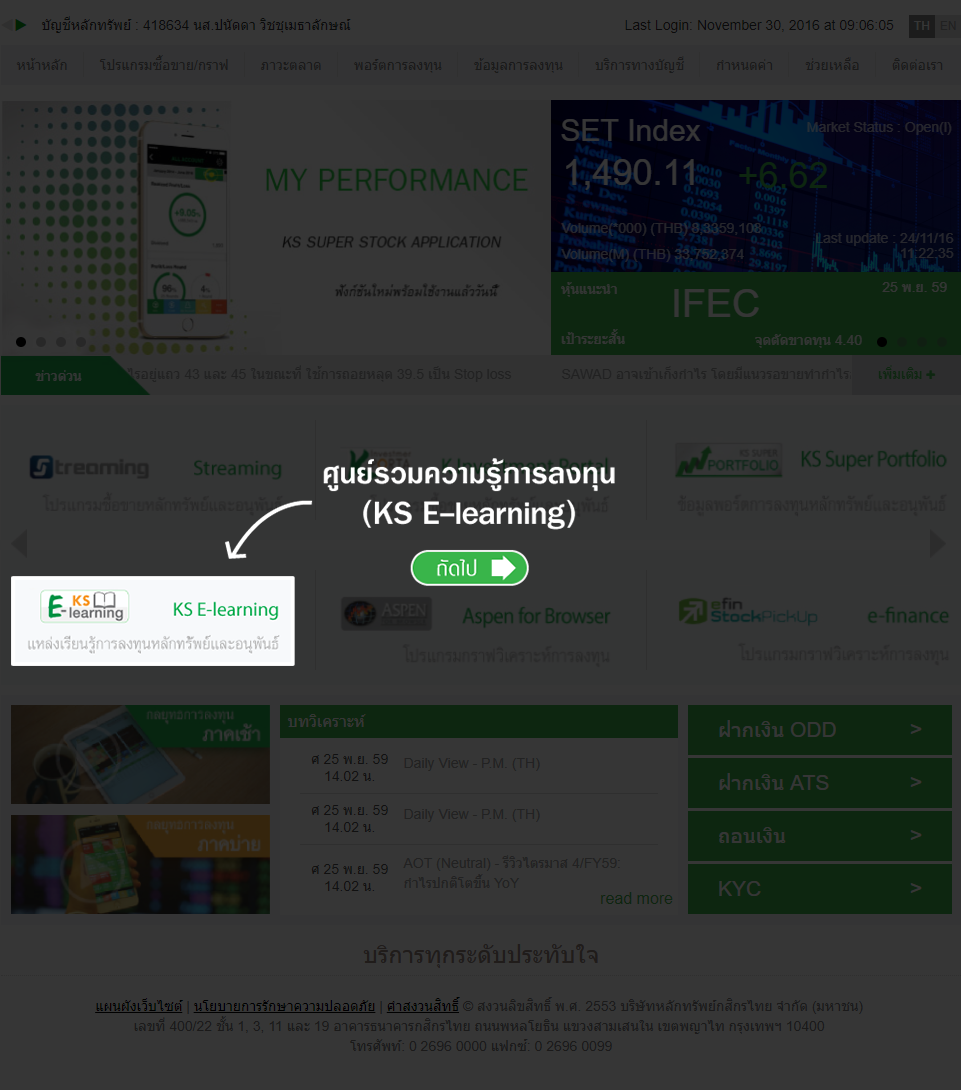 บัญชีหลักทรัพย์ : 418634 นส.ปนัดดา วิชชุเมธาลักษณ์
Last Login: November 30, 2016 at 09:06:05 TH EN
หน้าหลัก โปรแกรมซื้อขาย/กราฟ ภาวะตลาด พอร์ตการลงทุน ข้อมูลการลงทุน บริการทางบัญชี กำหนดค่า ช่วยเหลือ ติดต่อเรา
MY PERFORMANCE
KS SUPER STOCK APPLICATION
ฟังก์ชันใหม่พร้อมใช้งานแล้ววันนี้
SET Index
Market Status : Open(I)
1,490.11 +6.62
Volume(*000) (THB) 8,3359,108
Volume(M) (THB) 33,752,374
Last update : 24/11/16
11:22:35
หุ้นแนะนำ IFEC 25 พ.ย. 59
เป้าระยะสั้น จุดตัดขาดทุน 4.40
ข่าวด่วน
ไรอยู่แถว 43 และ 45 ในขณะที่ ใช้การถอยหลุด 39.5 เป็น Stop loss
SAWAD อาจเข้าเก็งกำไร โดยมีแนวรอขายทำกำไร
เพิ่มเติม +
Streaming Streaming
โปรแกรมซื้อขายหลักทรัพย์และอนุพันธ์
K-Investment Portal
KS SUPER
PORTFOLIO KS Super Portfolio
ข้อมูลพอร์ตการลงทุนหลักทรัพย์และอนุพันธ์
ศูนย์รวมความรู้การลงทุน
(KS E-learning)
ถัดไป
KS
E-learning KS E-learning
แหล่งเรียนรู้การลงทุนหลักทรัพย์และอนุพันธ์
ASPEN Aspen for Browser
โปรแกรมกราฟวิเคราะห์การลงทุน
efin
StockPickUp e-finance
โปรแกรมกราฟวิเคราะห์การลงทุน
กลยุทธ์การลงทุน
ภาคเช้า
กลยุทธ์การลงทุน
ภาคบ่าย
บทวิเคราะห์
ศ 25 พ.ย. 59
14.02 น.
Daily View - P.M. (TH)
ศ 25 พ.ย. 59
14.02 น.
Daily View - P.M. (TH)
ศ 25 พ.ย. 59
14.02 น.
AOT (Neutral) - รีวิวไตรมาส 4/FY59:
กำไรปกติโตขึ้น YoY
read more
ฝากเงิน ODD >
ฝากเงิน ATS >
ถอนเงิน >
KYC >
บริการทุกระดับประทับใจ
แผนผังเว็บไซต์ | นโยบายการรักษาความปลอดภัย | คำสงวนสิทธิ์ © สงวนลิขสิทธิ์ พ.ศ. 2553 บริษัทหลักทรัพย์กสิกรไทย จำกัด (มหาชน)
เลขที่ 400/22 ชั้น 1, 3, 11 และ 19 อาคารธนาคารกสิกรไทย ถนนพหลโยธิน แขวงสามเสนใน เขตพญาไท กรุงเทพฯ 10400
โทรศัพท์: 0 2696 0000 แฟกซ์: 0 2696 0099